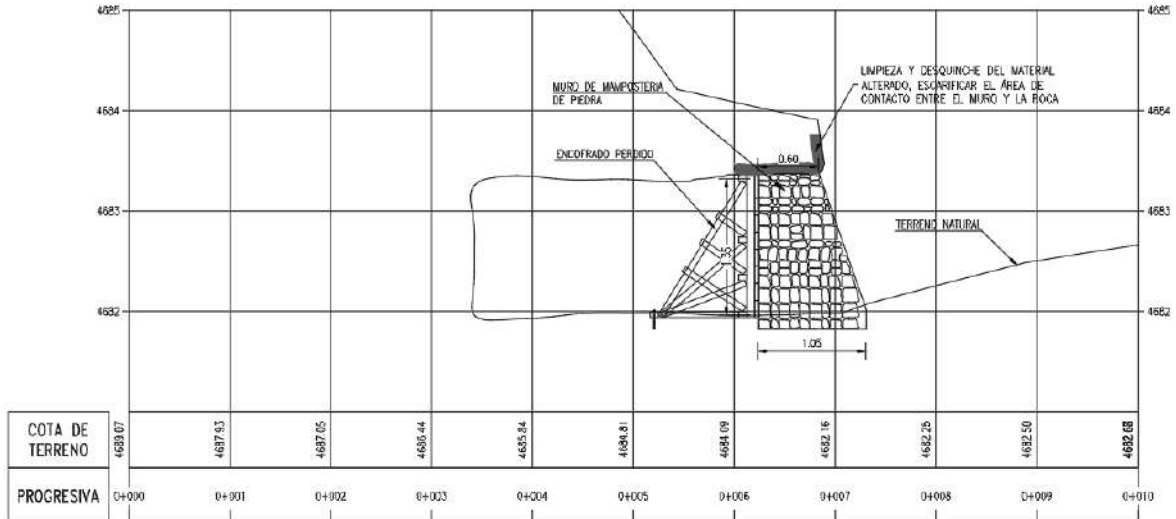 4685 4685
LIMPIEZA Y DESQUINCHE DEL MATERIAL
ALTERADO, ESCARIFICAR EL ÁREA DE
CONTACTO ENTRE EL MURO Y LA ROCA
MURO DE MAMPOSTERIA
DE PIEDRA
4684 4684
ENCOFRADO PERDIDO
0.60
4683 4683
TERRENO NATURAL
1.35
4682 4682
1.05
COTA DE
TERRENO
4689.07 4687.93 4687.05 4686.44 4685.84 4684.81 4684.09 4682.16 4682.25 4682.50 4682.68
PROGRESIVA 0+000 0+001 0+002 0+003 0+004 0+005 0+006 0+007 0+008 0+009 0+010